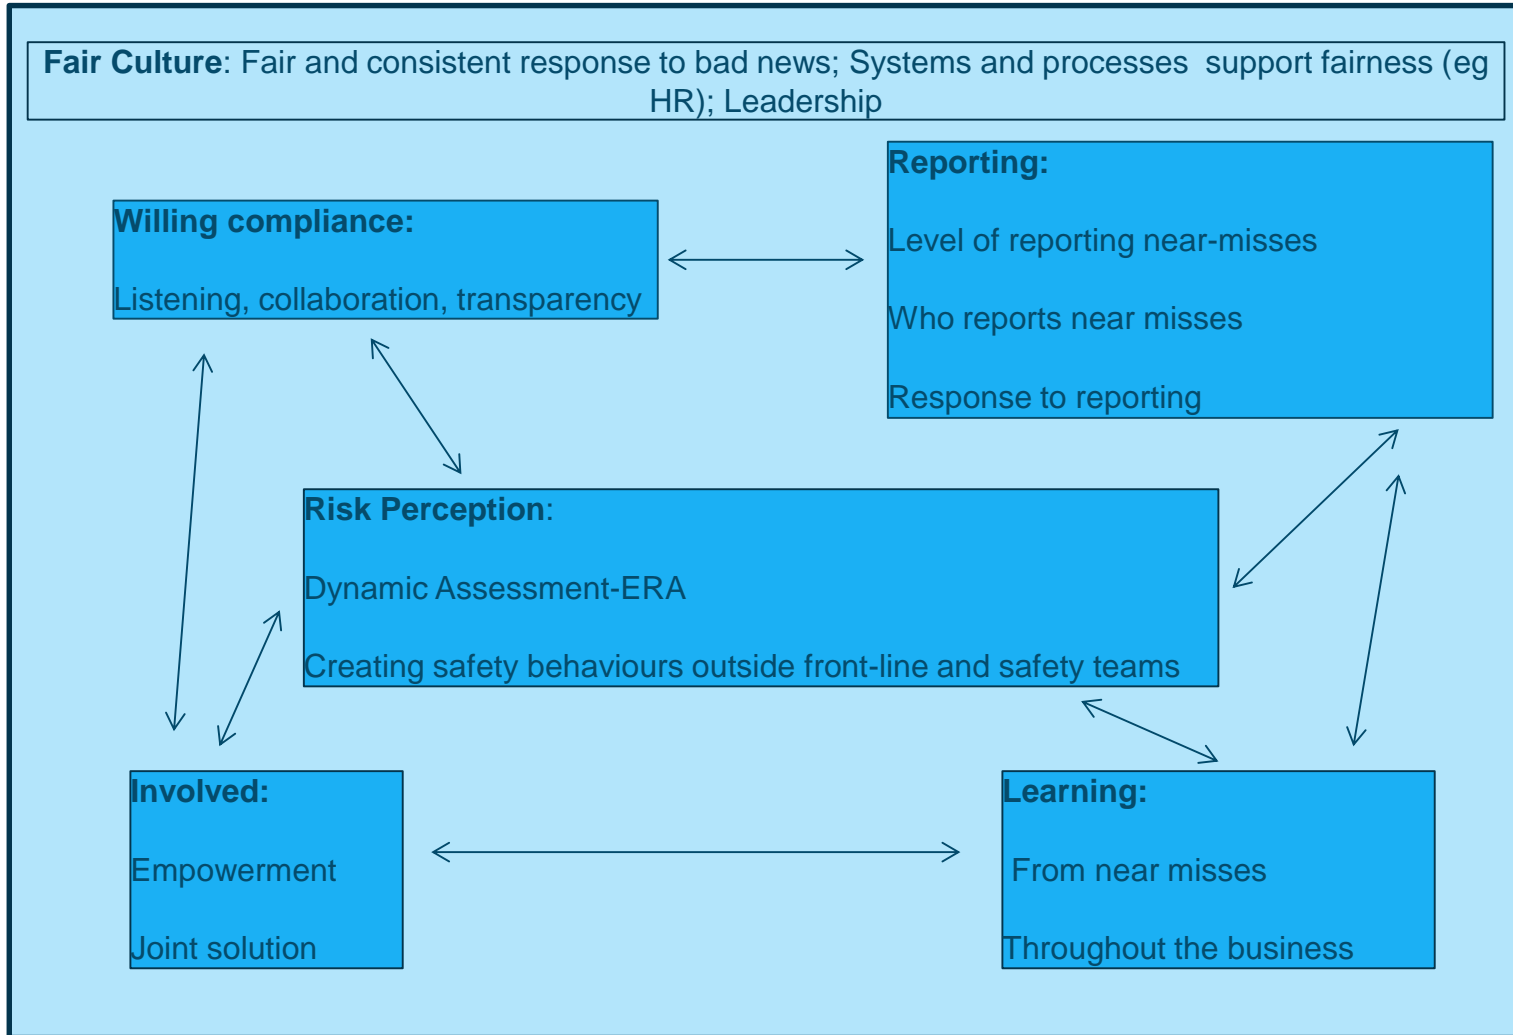 Fair Culture: Fair and consistent response to bad news; Systems and processes  support fairness (eg
HR); Leadership
Willing compliance:
Listening, collaboration, transparency
Reporting:
Level of reporting near-misses
Who reports near misses
Response to reporting
Risk Perception:
Dynamic Assessment-ERA
Creating safety behaviours outside front-line and safety teams
Involved:
Empowerment
Joint solution
Learning:
From near misses
Throughout the business